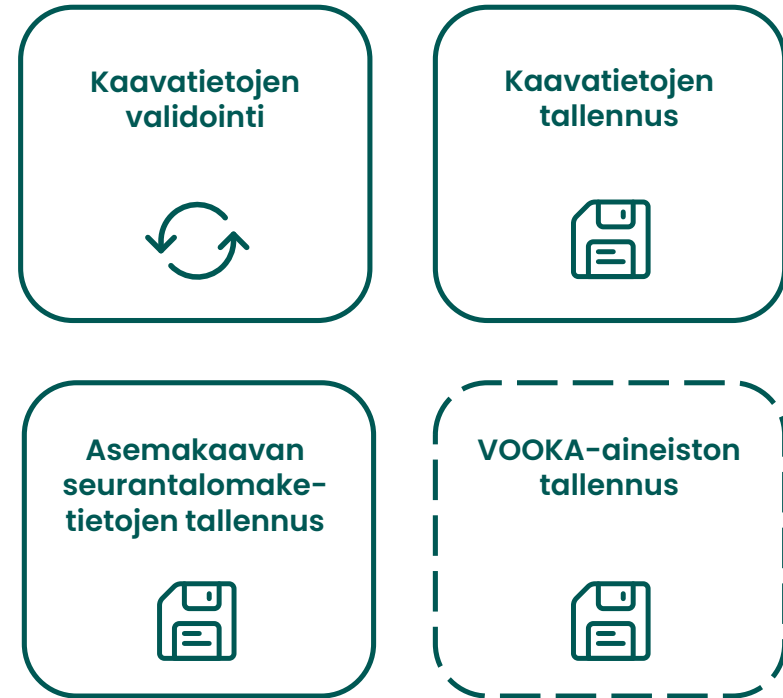 Kaavatietojen
validointi
Kaavatietojen
tallennus
Asemakaavan
seurantalomake-
tietojen tallennus
VOOKA-aineiston
tallennus